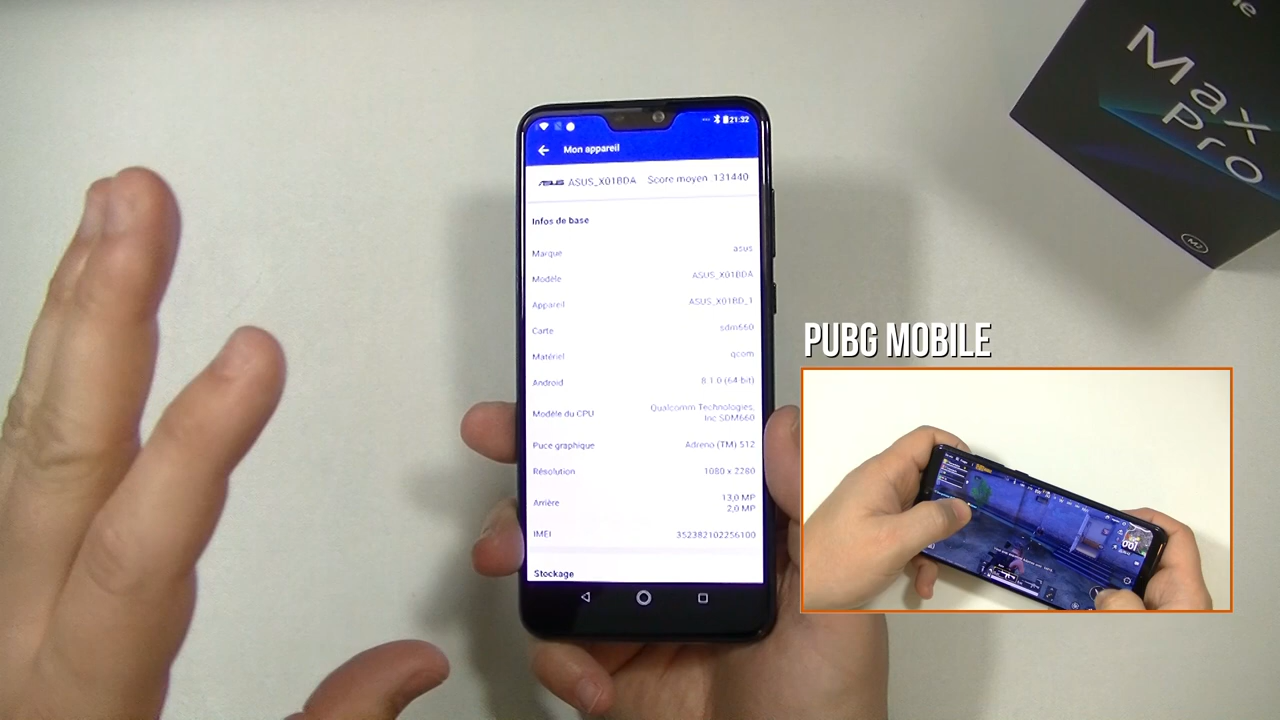 21:32
Mon appareil
ASUS ASUS_X01BDA Score moyen 131440
Infos de base
Marque asus
Modèle ASUS_X01BDA
Appareil ASUS_X01BD_1
Carte sdm660
Matériel qcom
Android 8.1.0 (64-bit)
Modèle du CPU Qualcomm Technologies,
Inc SDM660
Puce graphique Adreno (TM) 512
Résolution 1080 x 2280
Arrière 13,0 MP
2,0 MP
IMEI 352382102256100
Stockage
Max
Pro
M2
PUBG MOBILE